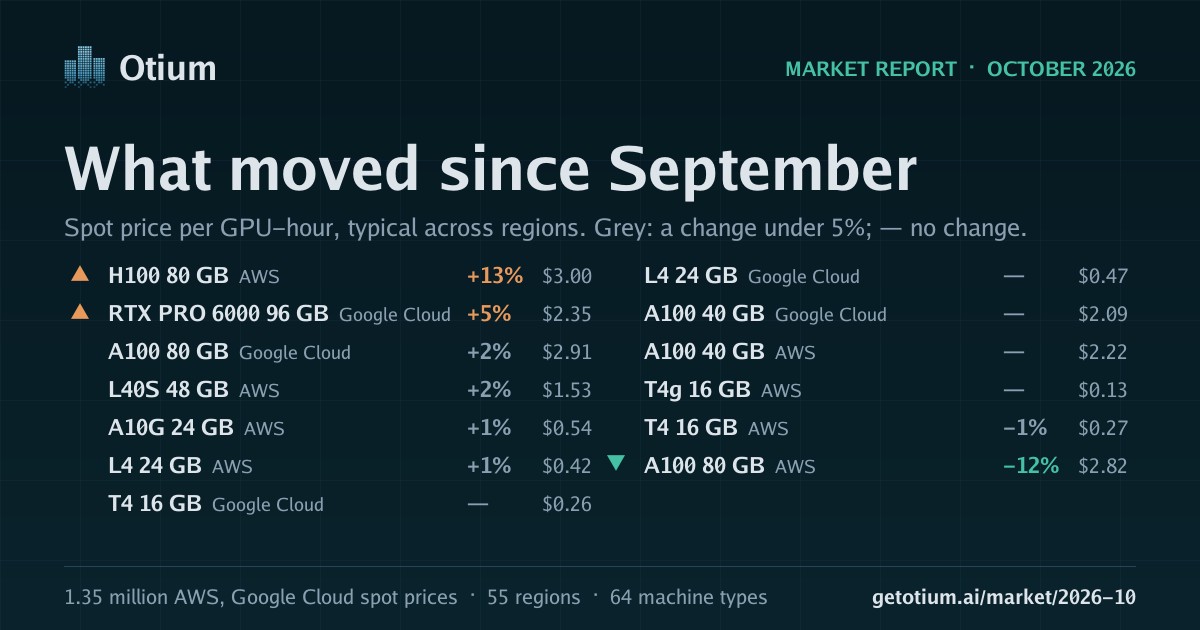 Otium
MARKET REPORT · OCTOBER 2026
What moved since September
Spot price per GPU-hour, typical across regions. Grey: a change under 5%; — no change.
▲ H100 80 GB AWS +13% $3.00
▲ RTX PRO 6000 96 GB Google Cloud +5% $2.35
A100 80 GB Google Cloud +2% $2.91
L40S 48 GB AWS +2% $1.53
A10G 24 GB AWS +1% $0.54
L4 24 GB AWS +1% $0.42
T4 16 GB Google Cloud — $0.26
L4 24 GB Google Cloud — $0.47
A100 40 GB Google Cloud — $2.09
A100 40 GB AWS — $2.22
T4g 16 GB AWS — $0.13
T4 16 GB AWS −1% $0.27
▼ A100 80 GB AWS −12% $2.82
1.35 million AWS, Google Cloud spot prices · 55 regions · 64 machine types
getotium.ai/market/2026-10